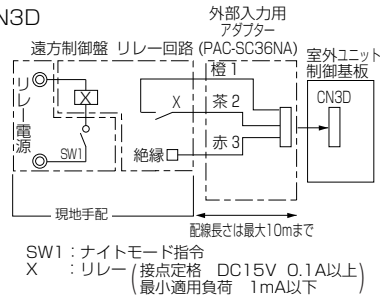 N3D
外部入力用
アダプター
遠方制御盤 リレー回路 (PAC-SC36NA)
室外ユニット
制御基板
リレー電源
X
SW1
X
橙 1
茶 2
赤 3
絶縁
CN3D
現地手配
配線長さは最大10mまで
SW1：ナイトモード指令
X ：リレー（接点定格 DC15V 0.1A以上
最小適用負荷 1mA以下）